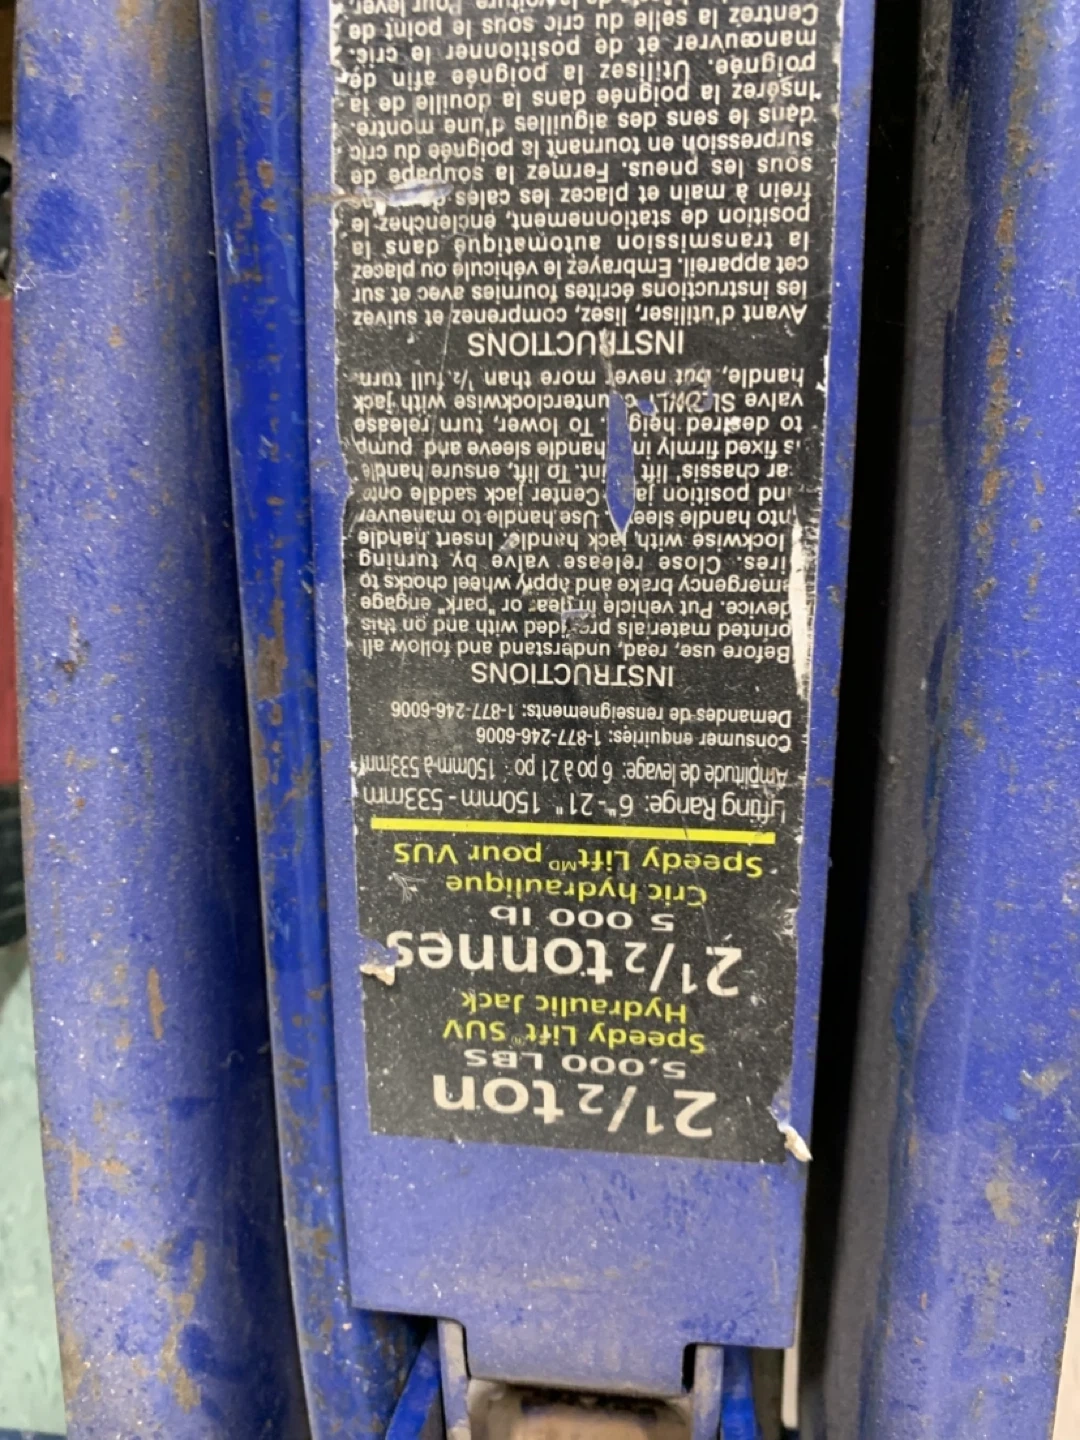 2 1/2 ton
5,000 LBS
Speedy Lift® SUV
Hydraulic Jack
2 1/2 tonnes
5 000 lb
Cric hydraulique
Speedy Lift MD pour VUS
Lifting Range: 6"- 21" 150mm - 533mm
Amplitude de levage: 6 po à 21 po 150mm à 533mm
Consumer enquiries: 1-877-246-6006
Demandes de renseignements: 1-877-246-6006
INSTRUCTIONS
Before use, read, understand and follow all
printed materials provided with and on this
device. Put vehicle in gear or "park" engage
emergency brake and apply wheel chocks to
tires. Close release valve by turning
clockwise with jack handle. Insert handle
into handle sleeve. Use handle to maneuver
and position jack. Center jack saddle onto
car chassis' lift point. To lift, ensure handle
is fixed firmly in handle sleeve and pump
to desired height. To lower, turn release
valve SLOWLY counterclockwise with jack
handle, but never more than 1/2 full turn.
INSTRUCTIONS
Avant d'utiliser, lisez, comprenez et suivez
les instructions écrites fournies avec et sur
cet appareil. Embrayez le véhicule ou placez
la transmission automatique dans la
position de stationnement, enclenchez le
frein à main et placez les cales
sous les pneus. Fermez la soupape de
surpression en tournant la poignée du cric
dans le sens des aiguilles d'une montre.
Insérez la poignée dans la douille de la
poignée. Utilisez la poignée afin de
manœuvrer et de positionner le cric.
Centrez la selle du cric sous le point de
de la voiture. Pour lever,